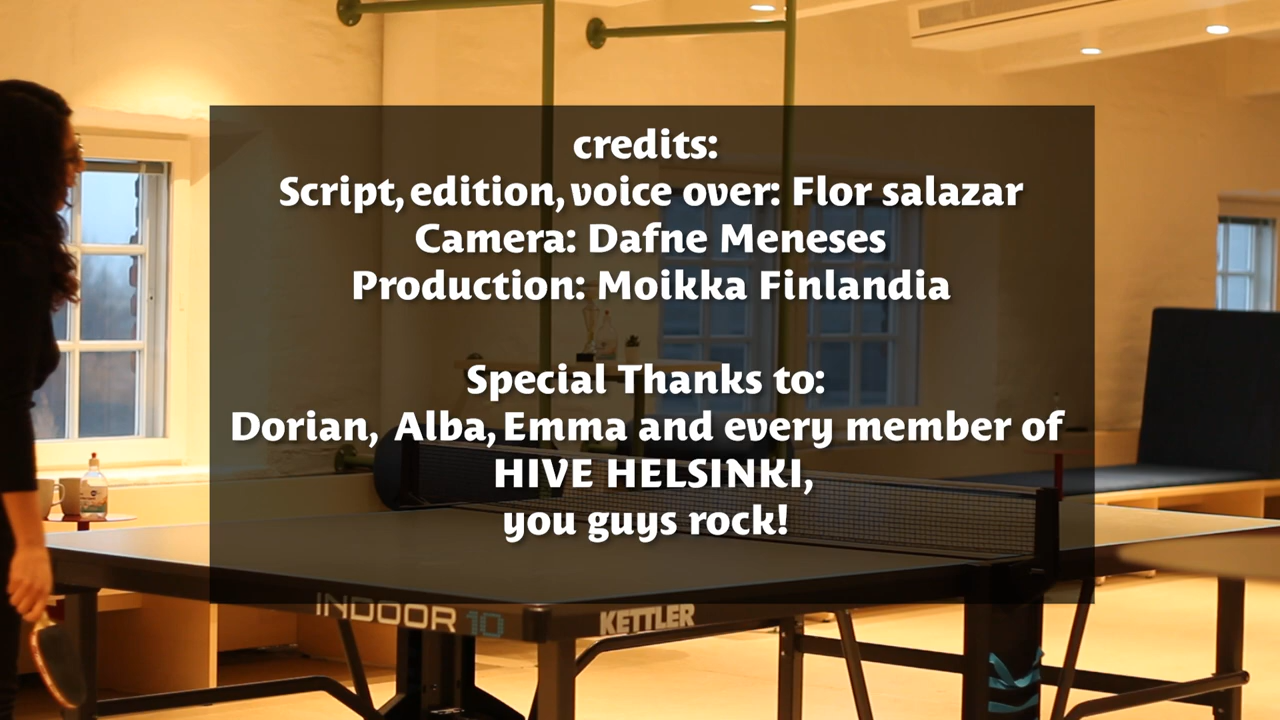 credits:
Script, edition, voice over: Flor salazar
Camera: Dafne Meneses
Production: Moikka Finlandia
Special Thanks to:
Dorian, Alba, Emma and every member of
HIVE HELSINKI,
you guys rock!
INDOOR 10 KETTLER